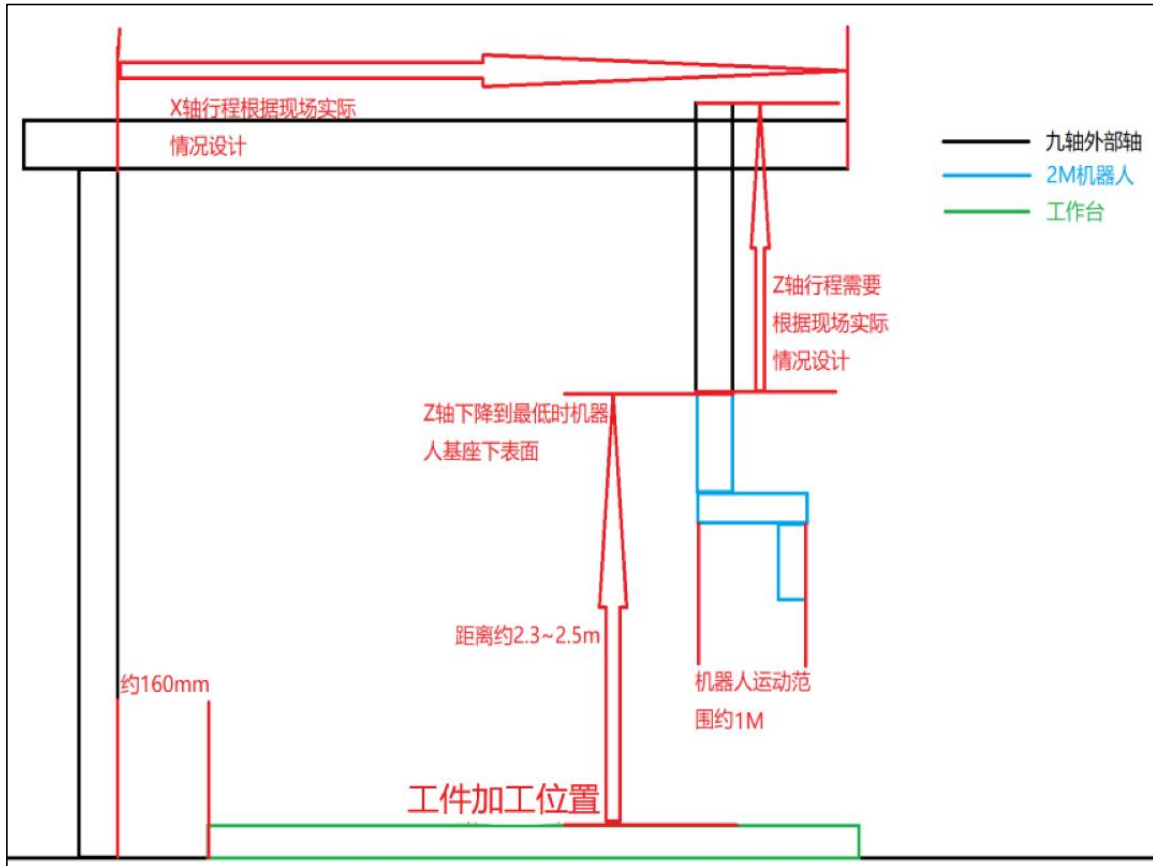 X轴行程根据现场实际
情况设计
九轴外部轴
2M机器人
工作台
Z轴行程需要
根据现场实际
情况设计
Z轴下降到最低时机器
人基座下表面
距离约2.3~2.5m
约160mm
机器人运动范
围约1M
工件加工位置